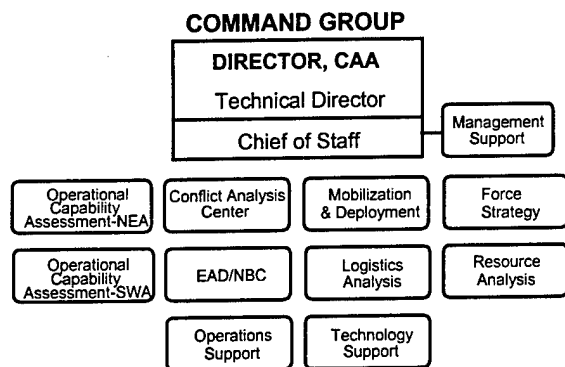 COMMAND GROUP
DIRECTOR, CAA
Technical Director
Chief of Staff
Management
Support
Operational
Capability
Assessment-NEA
Conflict Analysis
Center
Mobilization
& Deployment
Force
Strategy
Operational
Capability
Assessment-SWA
EAD/NBC
Logistics
Analysis
Resource
Analysis
Operations
Support
Technology
Support